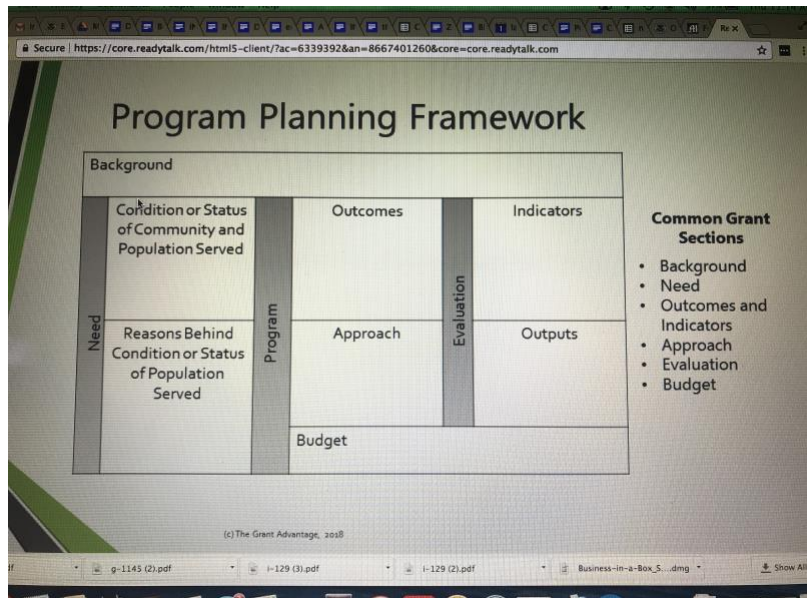 Secure | https://core.readytalk.com/html5-client/?ac=6339392&an=8667401260&core=core.readytalk.com
Program Planning Framework
Background
Need
Condition or Status
of Community and
Population Served
Reasons Behind
Condition or Status
of Population
Served
Program
Outcomes
Approach
Evaluation
Indicators
Outputs
Budget
Common Grant
Sections
• Background
• Need
• Outcomes and
Indicators
• Approach
• Evaluation
• Budget
(c) The Grant Advantage, 2018
g-1145 (2).pdf
i-129 (3).pdf
i-129 (2).pdf
Business-in-a-Box_S....dmg
Show All